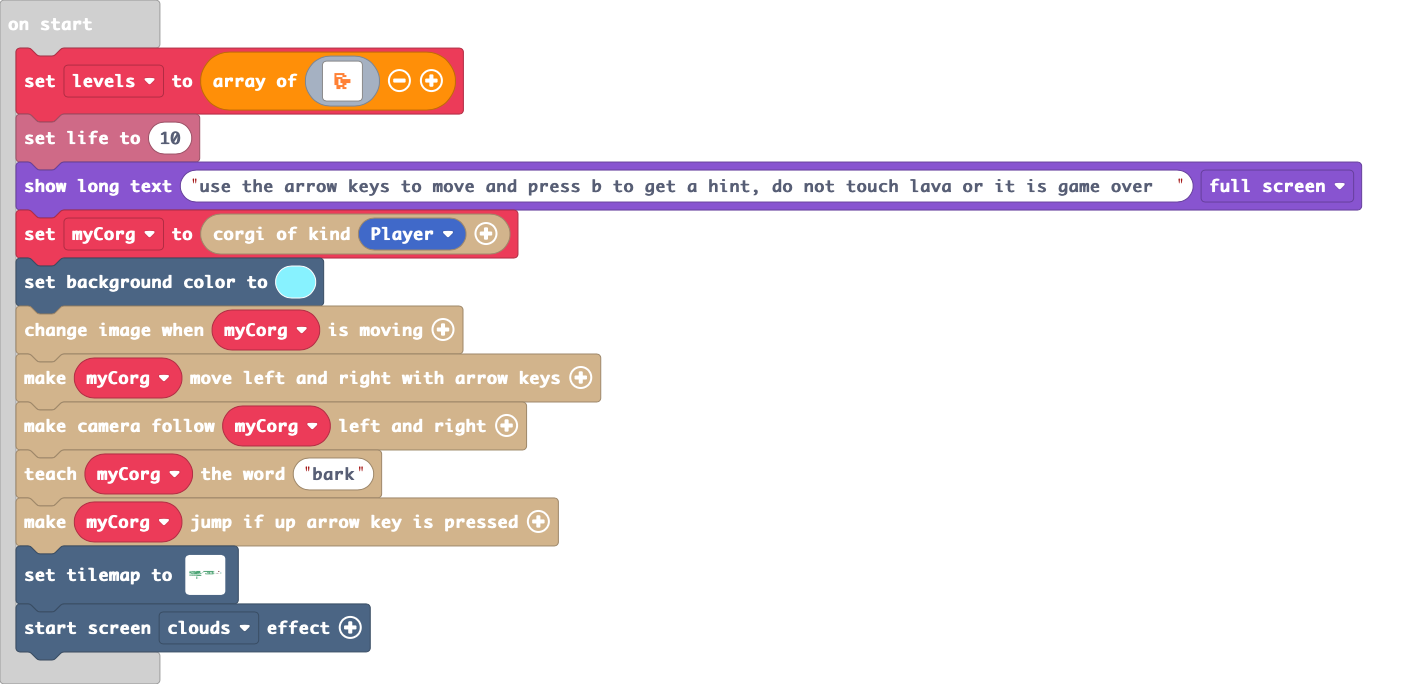 on start
set levels to array of
set life to 10
show long text "use the arrow keys to move and press b to get a hint, do not touch lava or it is game over " full screen
set myCorg to corgi of kind Player
set background color to
change image when myCorg is moving
make myCorg move left and right with arrow keys
make camera follow myCorg left and right
teach myCorg the word "bark"
make myCorg jump if up arrow key is pressed
set tilemap to
start screen clouds effect